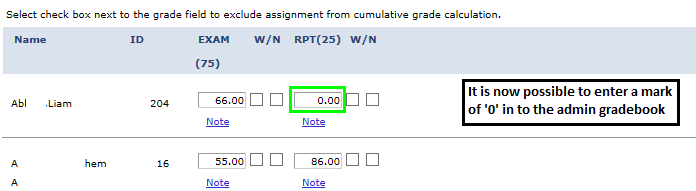 Select check box next to the grade field to exclude assignment from cumulative grade calculation.
Name ID EXAM W/N RPT(25) W/N
(75)
Abl .Liam 204 66.00 0.00
Note Note
It is now possible to enter a mark
of '0' in to the admin gradebook
A hem .16 55.00 86.00
A Note Note